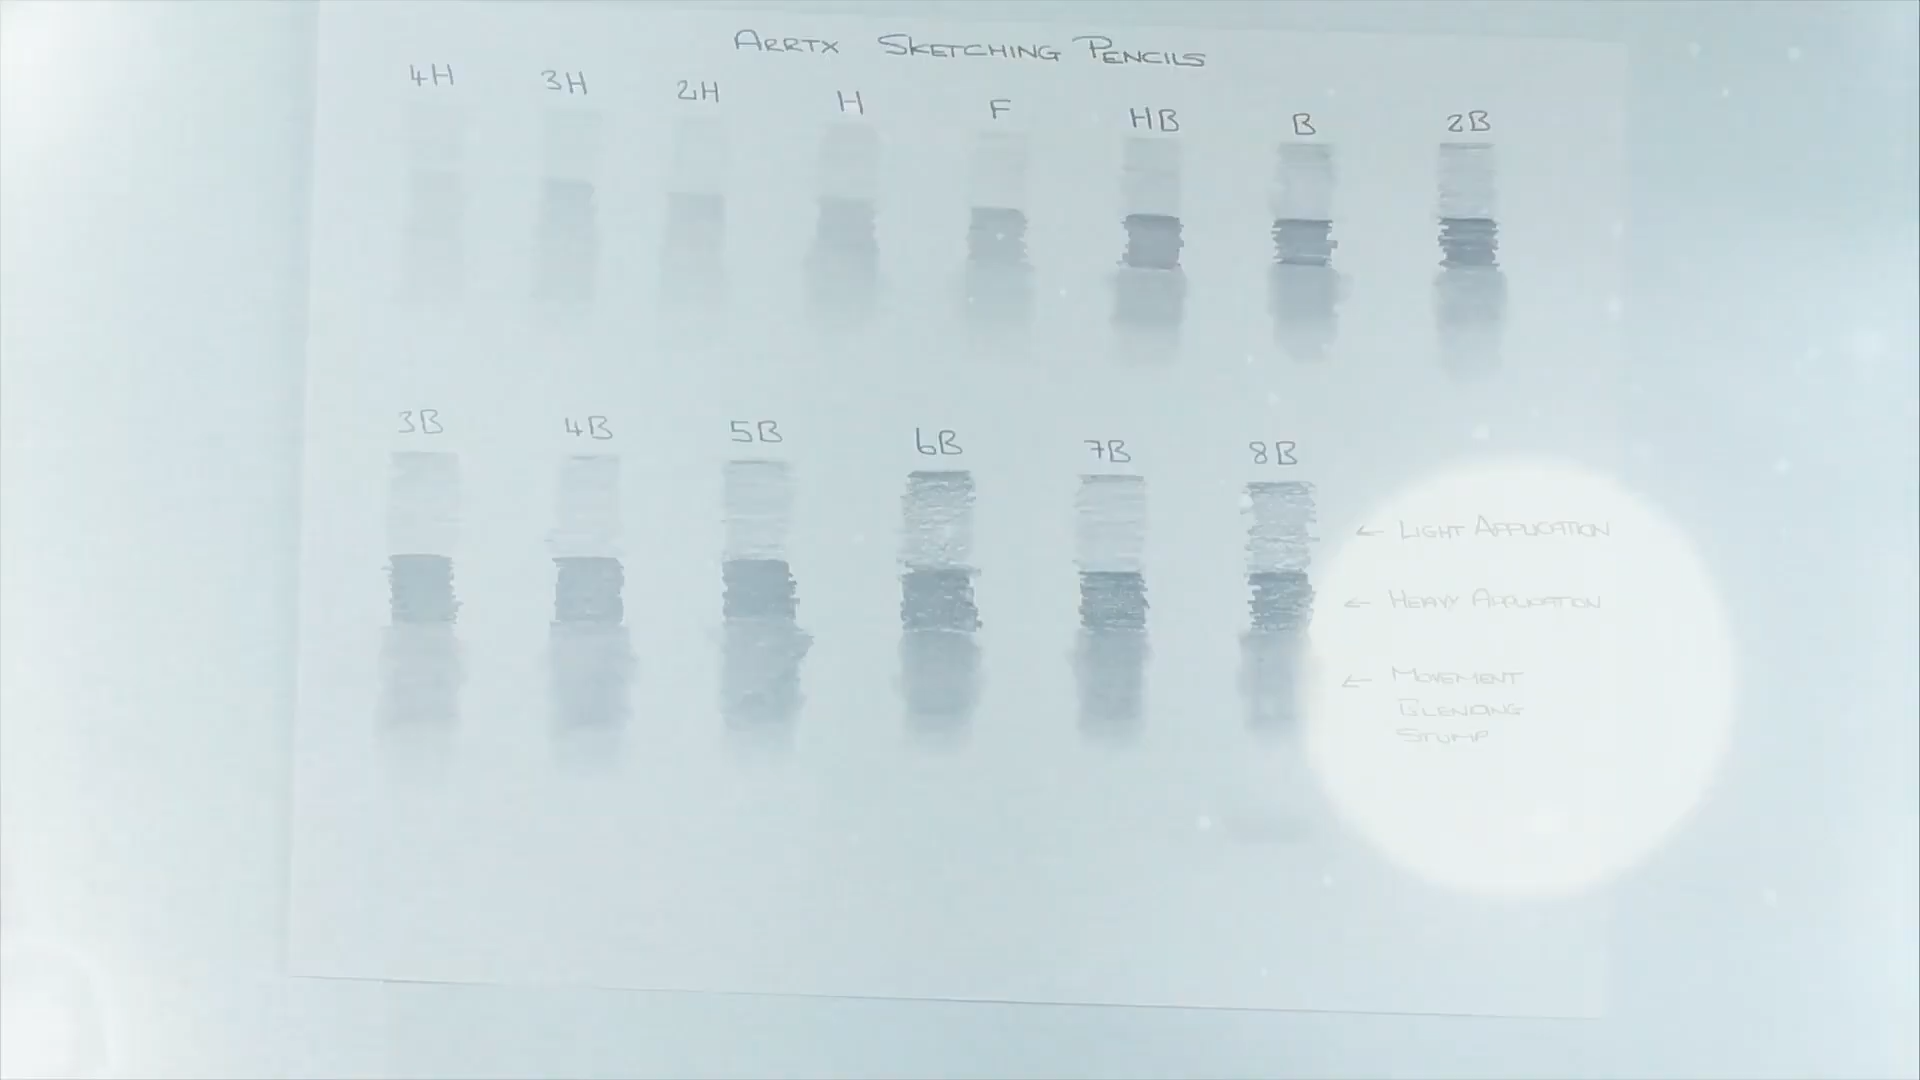 ARRTX SKETCHING PENCILS
4H 3H 2H H F HB B 2B
3B 4B 5B 6B 7B 8B
← LIGHT APPLICATION
← HEAVY APPLICATION
← MOVEMENT
BLENDING
STUMP